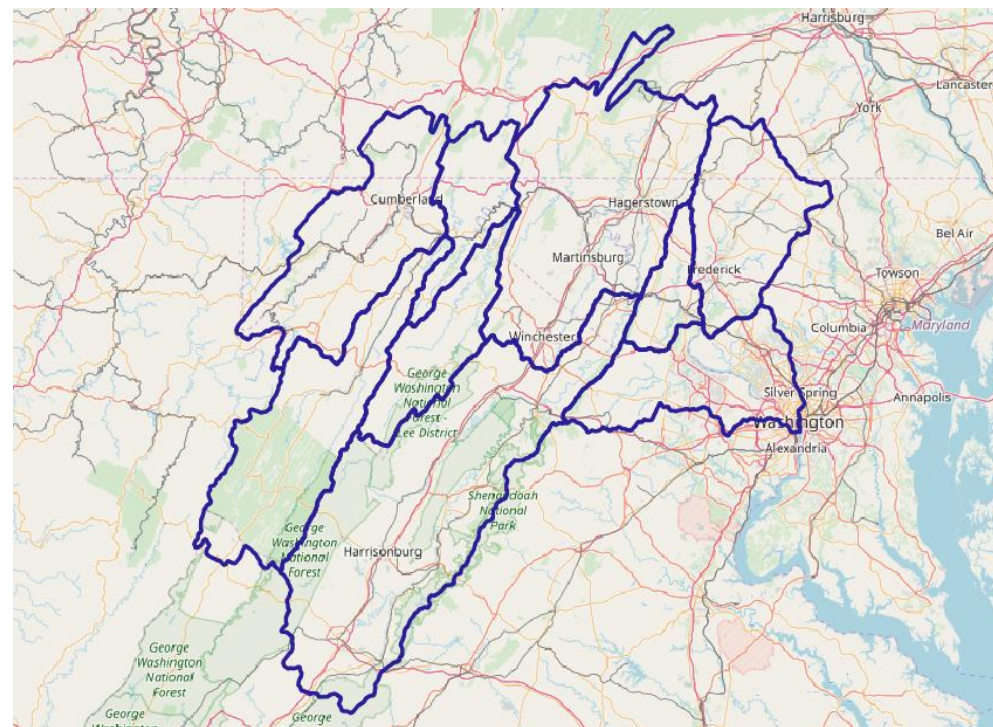 Harrisburg
Lancaster
York
Cumberland
Hagerstown
Bel Air
Martinsburg
Frederick
Towson
Columbia
Maryland
Winchester
Silver Spring
Annapolis
George
Washington
National
Forest -
Lee District
Washington
Alexandria
Shenandoah
National
Park
George
Washington
National
Forest
Harrisonburg
George
Washington
National
Forest
George
Washington
George